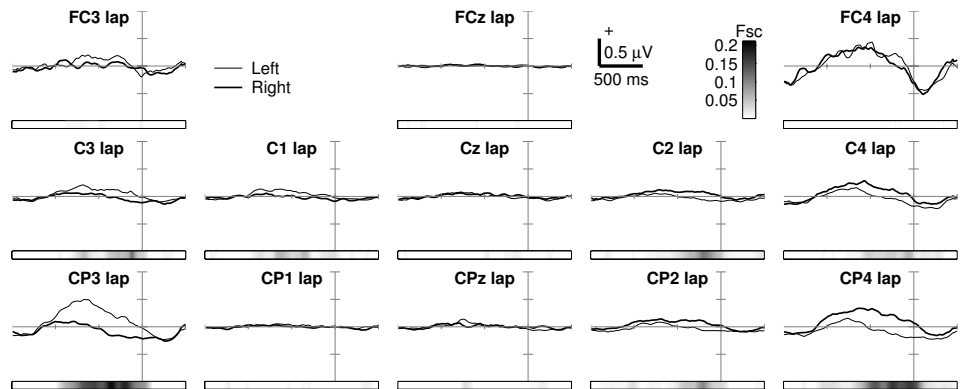 FC3 lap
FCz lap
FC4 lap
Left
Right
+
0.5 µV
500 ms
Fsc
0.2
0.15
0.1
0.05
C3 lap
C1 lap
Cz lap
C2 lap
C4 lap
CP3 lap
CP1 lap
CPz lap
CP2 lap
CP4 lap